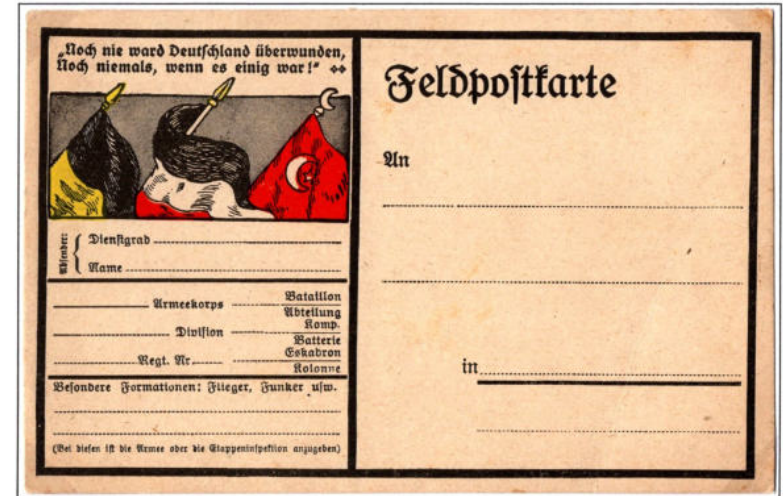 „Noch nie ward Deutschland überwunden,
Noch niemals, wenn es einig war!“
Absender:
Dienstgrad
Name
Armeekorps
Division
Regt. Nr.
Bataillon
Abteilung
Komp.
Batterie
Eskadron
Kolonne
Besondere Formationen: Flieger, Funker usw.
(Bei diesen ist die Armee oder die Etappeninspektion anzugeben)
Feldpostkarte
An
in